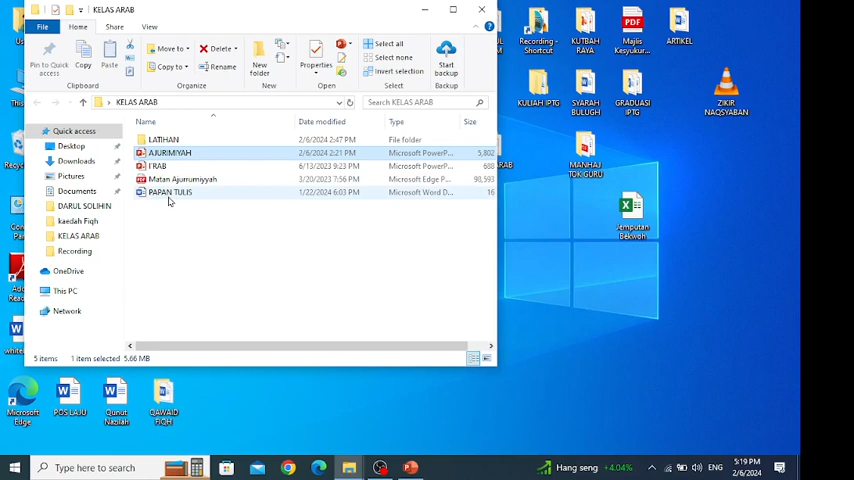 KELAS ARAB
File
Home
Share
View
Pin to Quick access
Copy
Paste
Move to
Copy to
Delete
Rename
New folder
Properties
Select all
Select none
Invert selection
Start backup
Clipboard
Organize
New
Open
Select
Backup
KELAS ARAB
Search KELAS ARAB
Name
Date modified
Type
Size
Quick access
Desktop
Downloads
Pictures
Documents
DARUL SOLIHIN
kaedah Fiqh
KELAS ARAB
Recording
OneDrive
This PC
Network
LATIHAN 2/6/2024 2:47 PM File folder
AJURIMIYAH 2/6/2024 2:21 PM Microsoft PowerP... 5,802
I'RAB 6/13/2023 9:23 PM Microsoft PowerP... 688
Matan Ajurrumiyyah 3/20/2023 7:56 PM Microsoft Edge P... 98,593
PAPAN TULIS 1/22/2024 6:03 PM Microsoft Word D... 16
5 items
1 item selected 5.66 MB
Recording - Shortcut
KUTBAH RAYA
Majlis Kesyukur...
ARTIKEL
KULIAH IPTG
SYARAH BULUGH
GRADUASI IPTG
ZIKIR NAQSYABAN
MANHAJ TOK GURU
Jemputan Bekwoh
Microsoft Edge
POS LAJU
Qunut Nazilah
QAWAID FIQH
Type here to search
Hang seng +4.04%
ENG
5:19 PM
2/6/2024